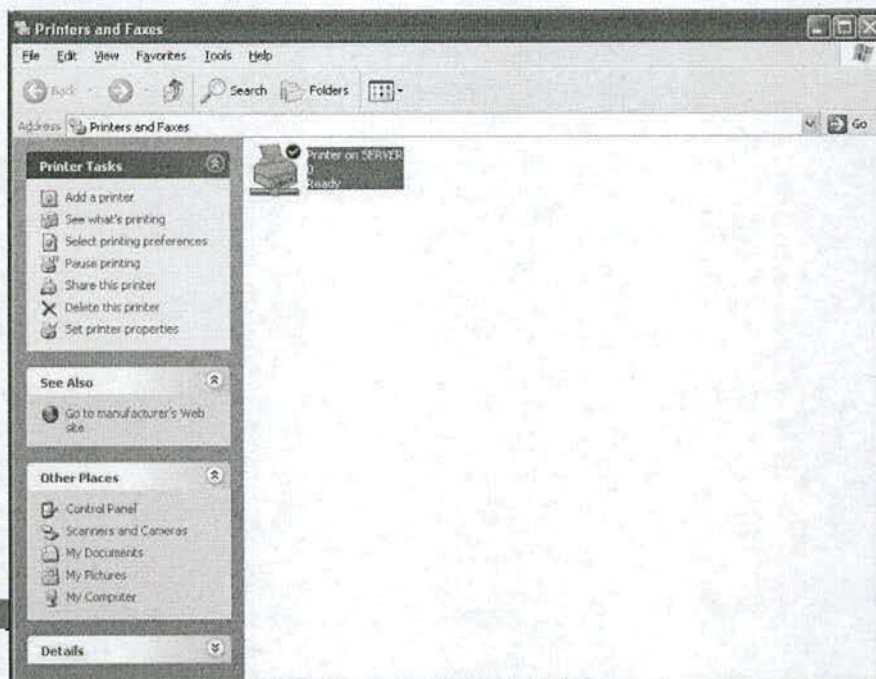 Printers and Faxes
File Edit View Favorites Tools Help
Back Search Folders
Address Printers and Faxes Go
Printer Tasks
Add a printer
See what's printing
Select printing preferences
Pause printing
Share this printer
Delete this printer
Set printer properties
Printer on SERVER
0
Ready
See Also
Go to manufacturer's Web
site
Other Places
Control Panel
Scanners and Cameras
My Documents
My Pictures
My Computer
Details